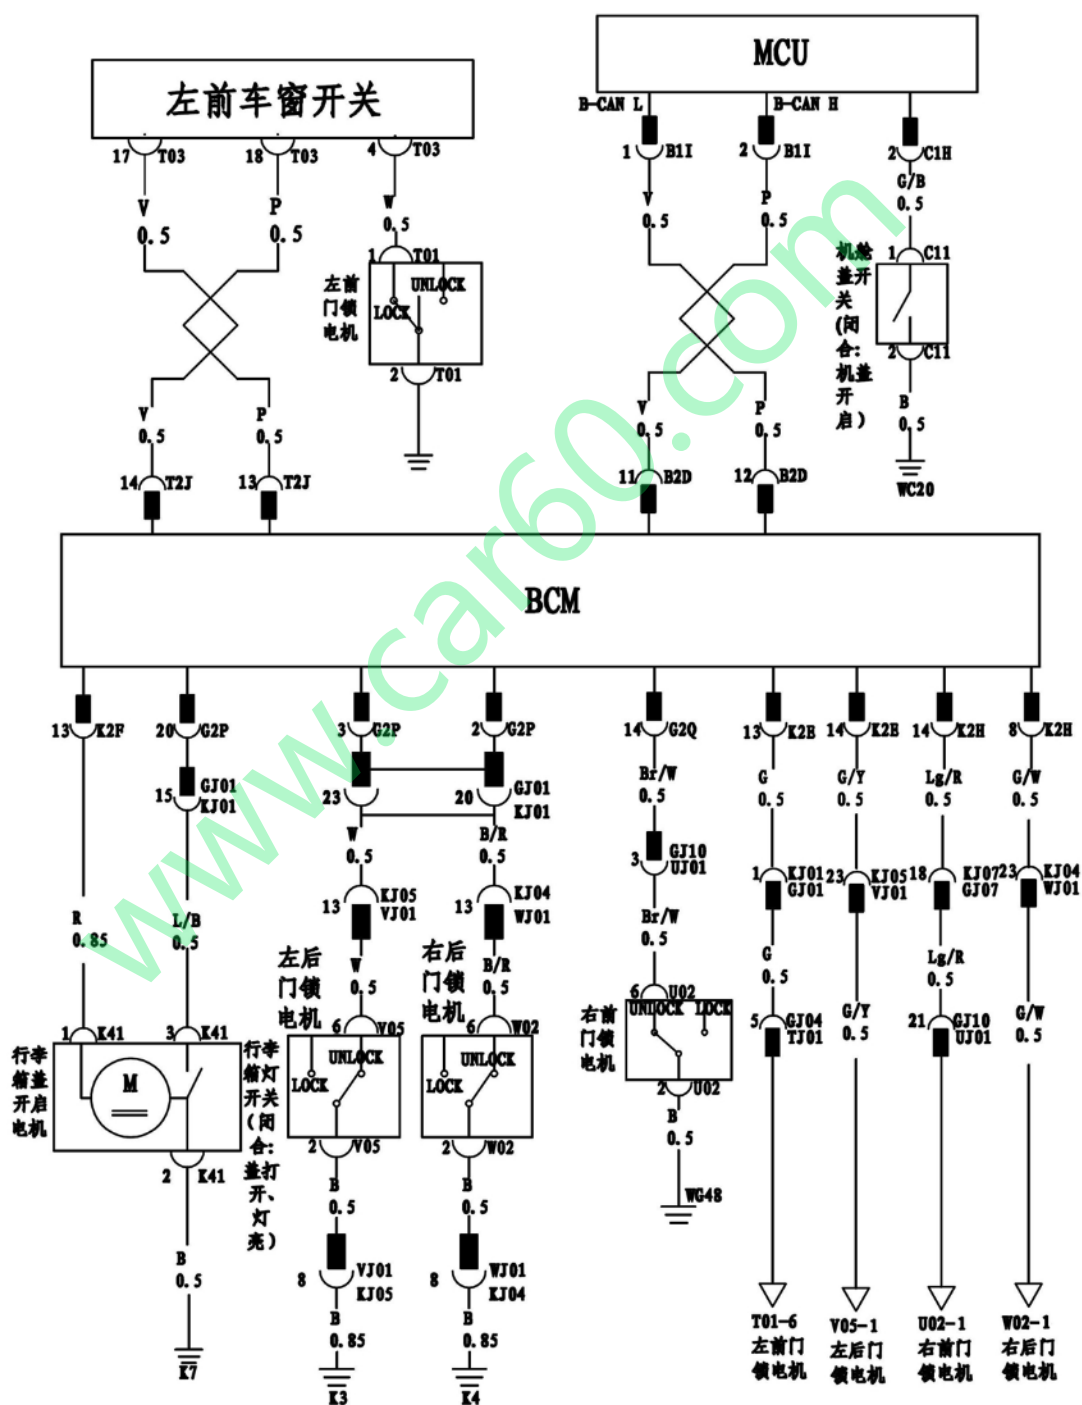 MCU
左前车窗开关
B-CAN L
B-CAN H
17 T03
18 T03
4 T03
1 B1I
2 B1I
2 C1H
V
0.5
P
0.5
W
0.5
V
0.5
P
0.5
G/B
0.5
1 T01
左前
门锁
电机
UNLOCK
LOCK
2 T01
机舱
盖开
关
(闭
合:
机盖
开
启)
1 C11
2 C11
B
0.5
WC20
V
0.5
P
0.5
V
0.5
P
0.5
14 T2J
13 T2J
11 B2D
12 B2D
BCM
13 K2F
20 G2P
3 G2P
2 G2P
14 G2Q
13 K2E
14 K2E
14 K2H
8 K2H
15 GJ01
KJ01
23
20 GJ01
KJ01
Br/W
0.5
G
0.5
G/Y
0.5
Lg/R
0.5
G/W
0.5
W
0.5
B/R
0.5
3 GJ10
UJ01
13 KJ05
VJ01
13 KJ04
WJ01
1 KJ01
GJ01
23 KJ05
VJ01
18 KJ07
GJ07
23 KJ04
WJ01
R
0.85
L/B
0.5
Br/W
0.5
左后
门锁
电机
W
0.5
右后
门锁
电机
B/R
0.5
G
0.5
Lg/R
0.5
G/Y
0.5
G/W
0.5
1 K41
3 K41
6 V05
6 W02
6 U02
5 GJ04
TJ01
21 GJ10
UJ01
行李
箱盖
开启
电机
M
行李
箱灯
开关
(闭
合:
盖打
开、
灯
亮)
UNLOCK
LOCK
UNLOCK
LOCK
右前
门锁
电机
UNLOCK LOCK
2 U02
B
0.5
WG48
2 K41
2 V05
2 W02
B
0.5
B
0.5
B
0.5
8 VJ01
KJ05
8 WJ01
KJ04
B
0.85
B
0.85
K7
K3
K4
T01-6
左前门
锁电机
V05-1
左后门
锁电机
U02-1
右前门
锁电机
W02-1
右后门
锁电机
www.car60.com